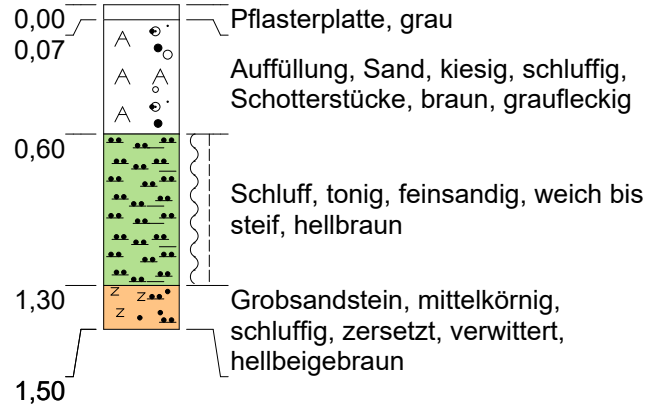 0,00
Pflasterplatte, grau
0,07
Auffüllung, Sand, kiesig, schluffig,
Schotterstücke, braun, graufleckig
0,60
Schluff, tonig, feinsandig, weich bis
steif, hellbraun
1,30
Grobsandstein, mittelkörnig,
schluffig, zersetzt, verwittert,
hellbeigebraun
1,50